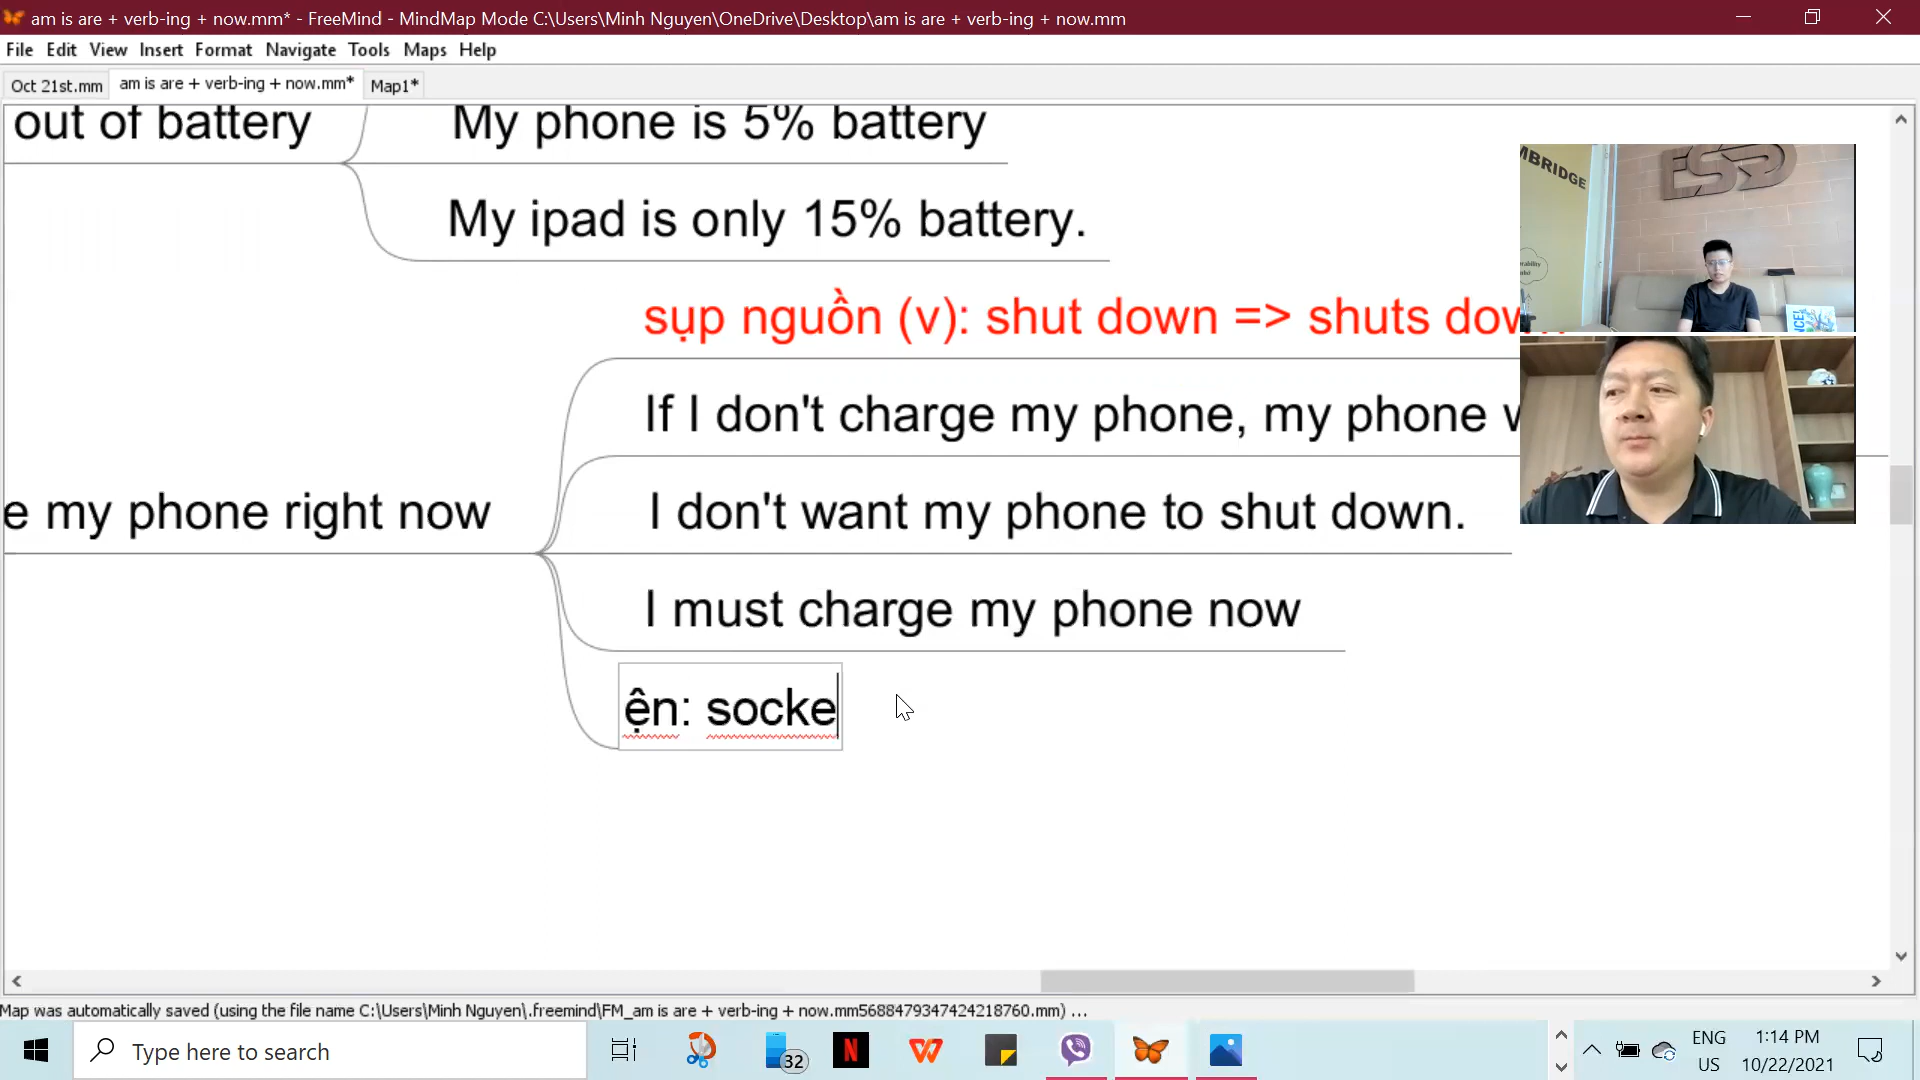 am is are + verb-ing + now.mm* - FreeMind - MindMap Mode C:\Users\Minh Nguyen\OneDrive\Desktop\am is are + verb-ing + now.mm
File Edit View Insert Format Navigate Tools Maps Help
Oct 21st.mm am is are + verb-ing + now.mm* Map1*
out of battery
My phone is 5% battery
My ipad is only 15% battery.
sụp nguồn (v): shut down => shuts dow
If I don't charge my phone, my phone w
e my phone right now
I don't want my phone to shut down.
I must charge my phone now
ện: socke
MBRIDGE
ESD
Map was automatically saved (using the file name C:\Users\Minh Nguyen\.freemind\FM_am is are + verb-ing + now.mm5688479347424218760.mm) ...
Type here to search
32
N
W
ENG
US
1:14 PM
10/22/2021